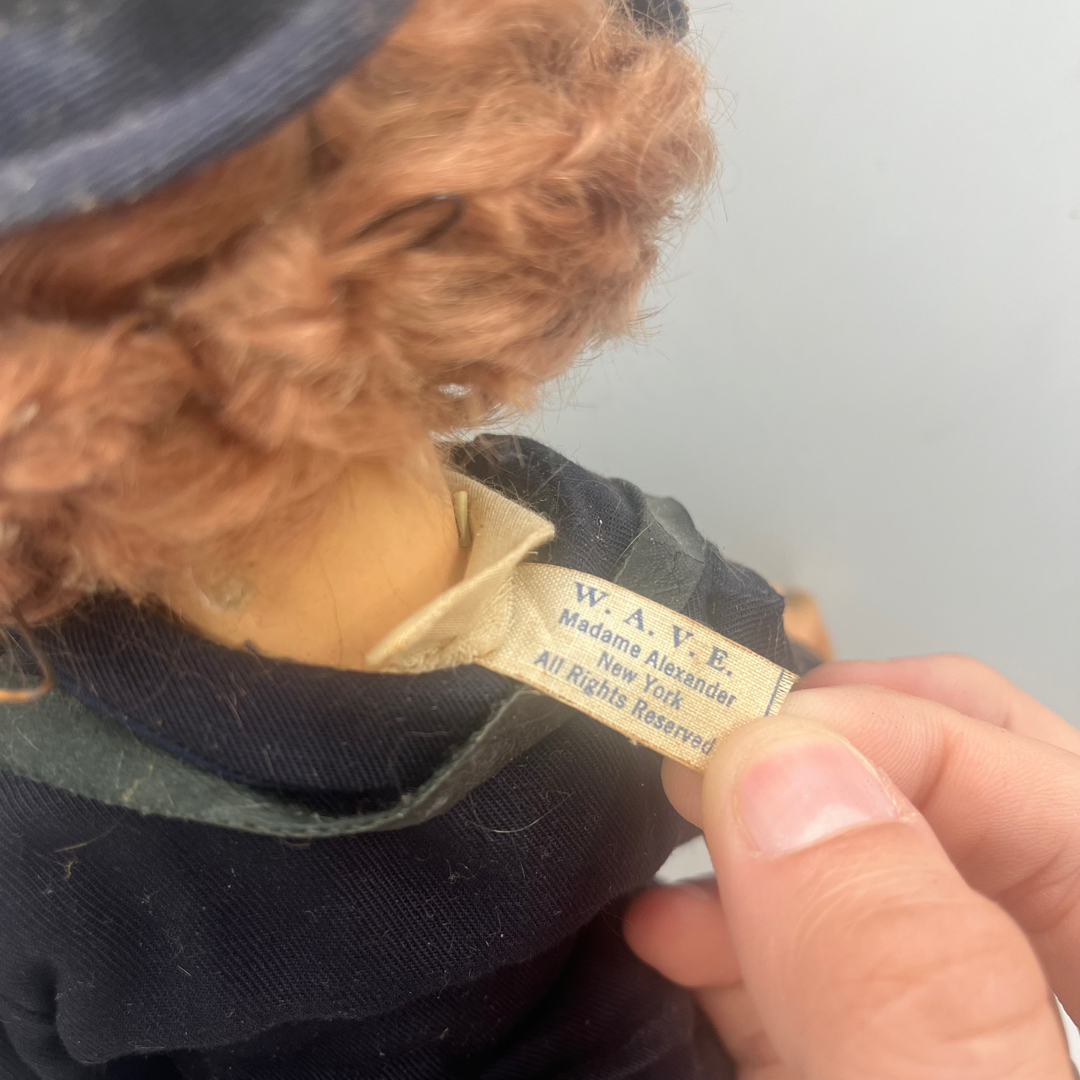 W. A. V. E.
Madame Alexander
New York
All Rights Reserved